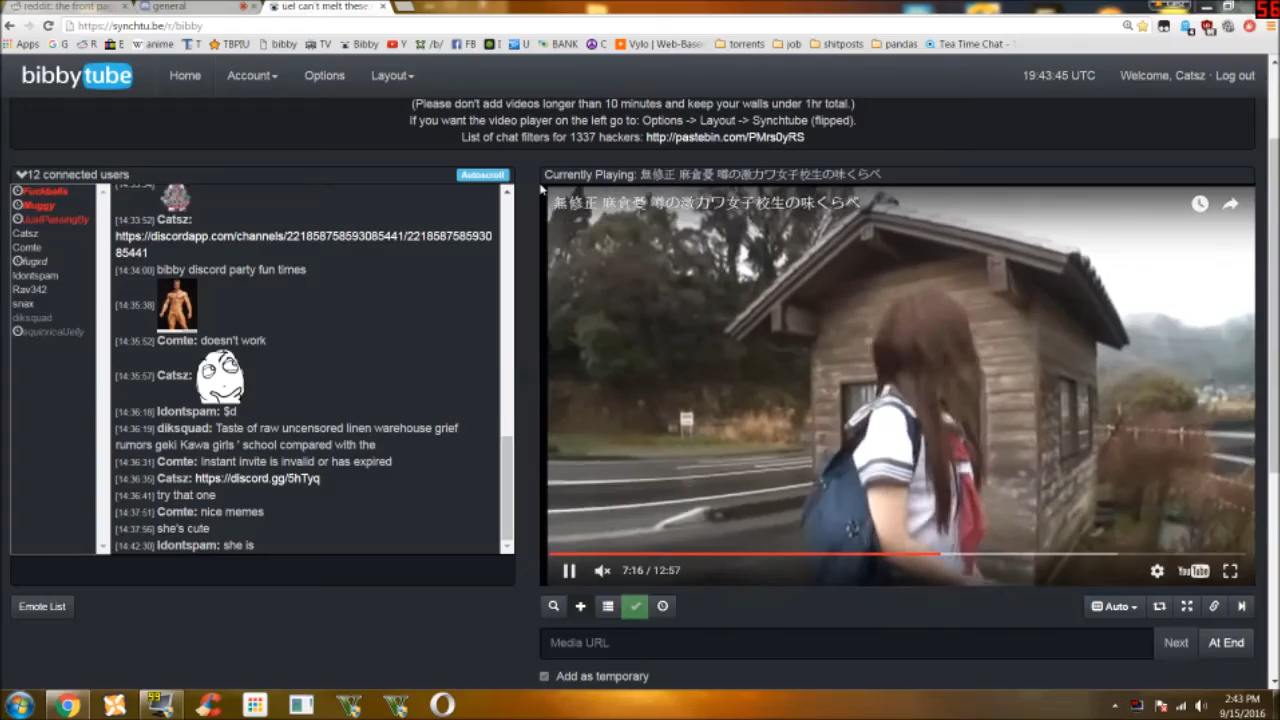 reddit: the front pag
general
uel can't melt these.
56
https://synchtu.be/r/bibby
Apps
G
R
E
anime
T
TBPIU
bibby
TV
Bibby
Y
/b/
FB
I
U
BANK
C
Vylo | Web-Base
torrents
job
shitposts
pandas
Tea Time Chat -
bibbytube
Home
Account
Options
Layout
19:43:45 UTC
Welcome, Catsz · Log out
(Please don't add videos longer than 10 minutes and keep your walls under 1hr total.)
If you want the video player on the left go to: Options -> Layout -> Synchtube (flipped).
List of chat filters for 1337 hackers: http://pastebin.com/PMrs0yRS
12 connected users
Autoscroll
Fuckballs
Muggy
JustPassingBy
Catsz
Comte
fugxd
Idontspam
Rav342
snax
diksquad
squirricalJelly
[14:33:52] Catsz:
https://discordapp.com/channels/221858758593085441/2218587585930
85441
[14:34:00] bibby discord party fun times
[14:35:38]
[14:35:52] Comte: doesn't work
[14:35:57] Catsz:
[14:36:18] Idontspam: $d
[14:36:19] diksquad: Taste of raw uncensored linen warehouse grief
rumors geki Kawa girls ' school compared with the
[14:36:31] Comte: Instant invite is invalid or has expired
[14:36:35] Catsz: https://discord.gg/5hTyq
[14:36:41] try that one
[14:37:51] Comte: nice memes
[14:37:56] she's cute
[14:42:30] Idontspam: she is
Emote List
Currently Playing: 無修正 麻倉憂 噂の激カワ女子校生の味くらべ
無修正 麻倉憂 噂の激カワ女子校生の味くらべ
7:16 / 12:57
YouTube
Auto
Media URL
Next
At End
Add as temporary
99
2:43 PM
9/15/2016